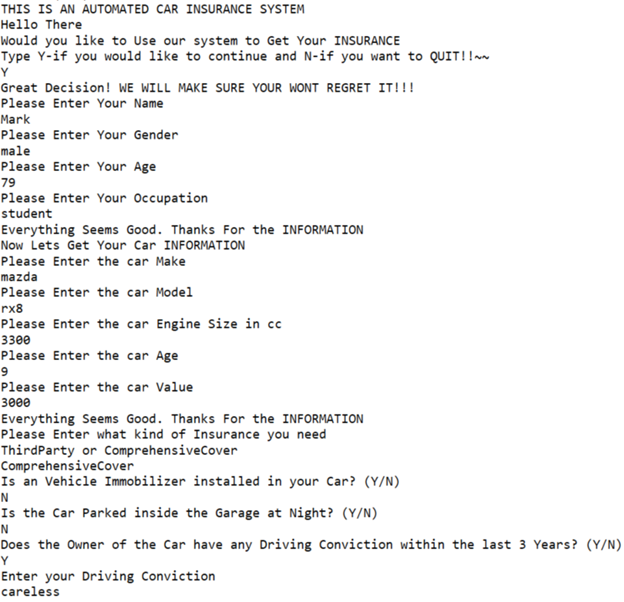 THIS IS AN AUTOMATED CAR INSURANCE SYSTEM
Hello There
Would you like to Use our system to Get Your INSURANCE
Type Y-if you would like to continue and N-if you want to QUIT!!~~
Y
Great Decision! WE WILL MAKE SURE YOUR WONT REGRET IT!!!
Please Enter Your Name
Mark
Please Enter Your Gender
male
Please Enter Your Age
79
Please Enter Your Occupation
student
Everything Seems Good. Thanks For the INFORMATION
Now Lets Get Your Car INFORMATION
Please Enter the car Make
mazda
Please Enter the car Model
rx8
Please Enter the car Engine Size in cc
3300
Please Enter the car Age
9
Please Enter the car Value
3000
Everything Seems Good. Thanks For the INFORMATION
Please Enter what kind of Insurance you need
ThirdParty or ComprehensiveCover
ComprehensiveCover
Is an Vehicle Immobilizer installed in your Car? (Y/N)
N
Is the Car Parked inside the Garage at Night? (Y/N)
N
Does the Owner of the Car have any Driving Conviction within the last 3 Years? (Y/N)
Y
Enter your Driving Conviction
careless